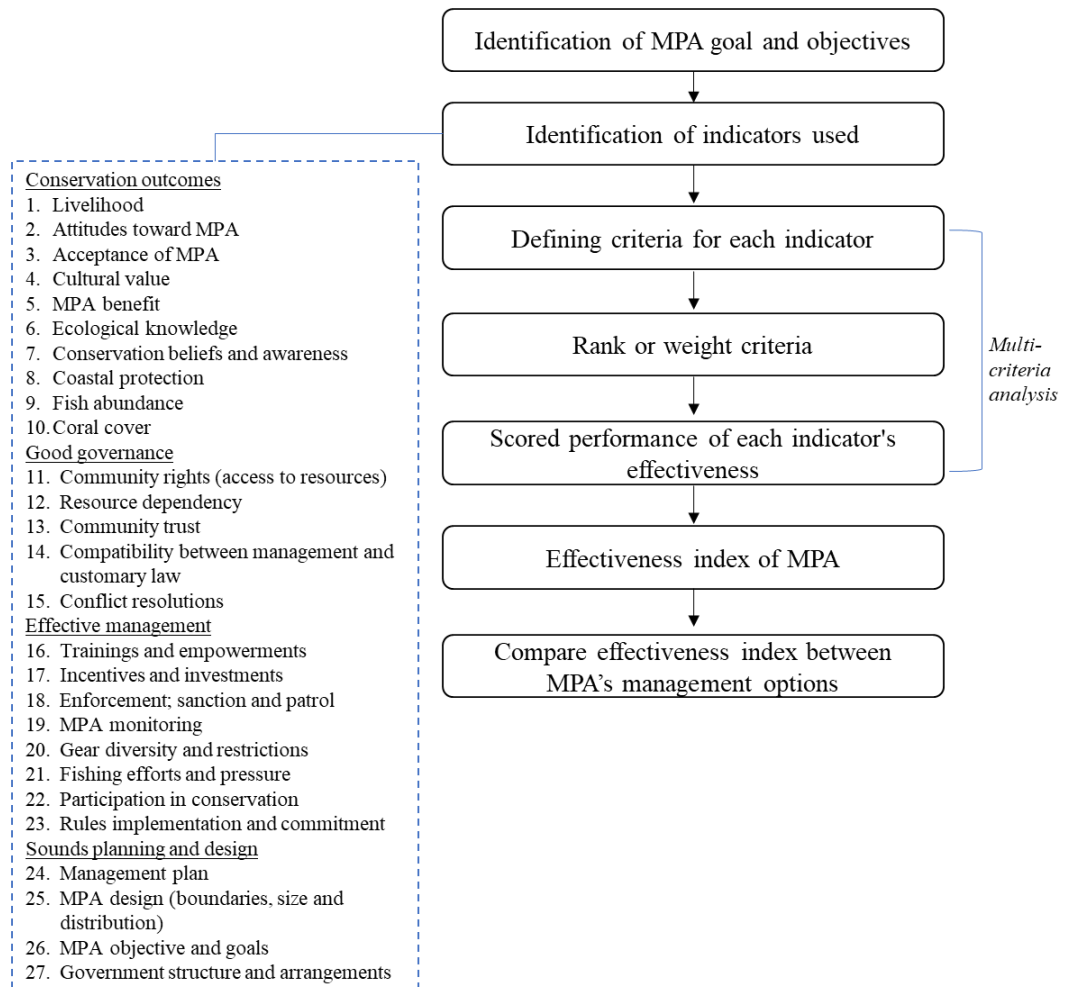 Identification of MPA goal and objectives
Identification of indicators used
Conservation outcomes
1. Livelihood
2. Attitudes toward MPA
3. Acceptance of MPA
4. Cultural value
5. MPA benefit
6. Ecological knowledge
7. Conservation beliefs and awareness
8. Coastal protection
9. Fish abundance
10. Coral cover
Good governance
11. Community rights (access to resources)
12. Resource dependency
13. Community trust
14. Compatibility between management and
customary law
15. Conflict resolutions
Effective management
16. Trainings and empowerments
17. Incentives and investments
18. Enforcement; sanction and patrol
19. MPA monitoring
20. Gear diversity and restrictions
21. Fishing efforts and pressure
22. Participation in conservation
23. Rules implementation and commitment
Sounds planning and design
24. Management plan
25. MPA design (boundaries, size and
distribution)
26. MPA objective and goals
27. Government structure and arrangements
Defining criteria for each indicator
Rank or weight criteria
Scored performance of each indicator's
effectiveness
Multi-
criteria
analysis
Effectiveness index of MPA
Compare effectiveness index between
MPA’s management options